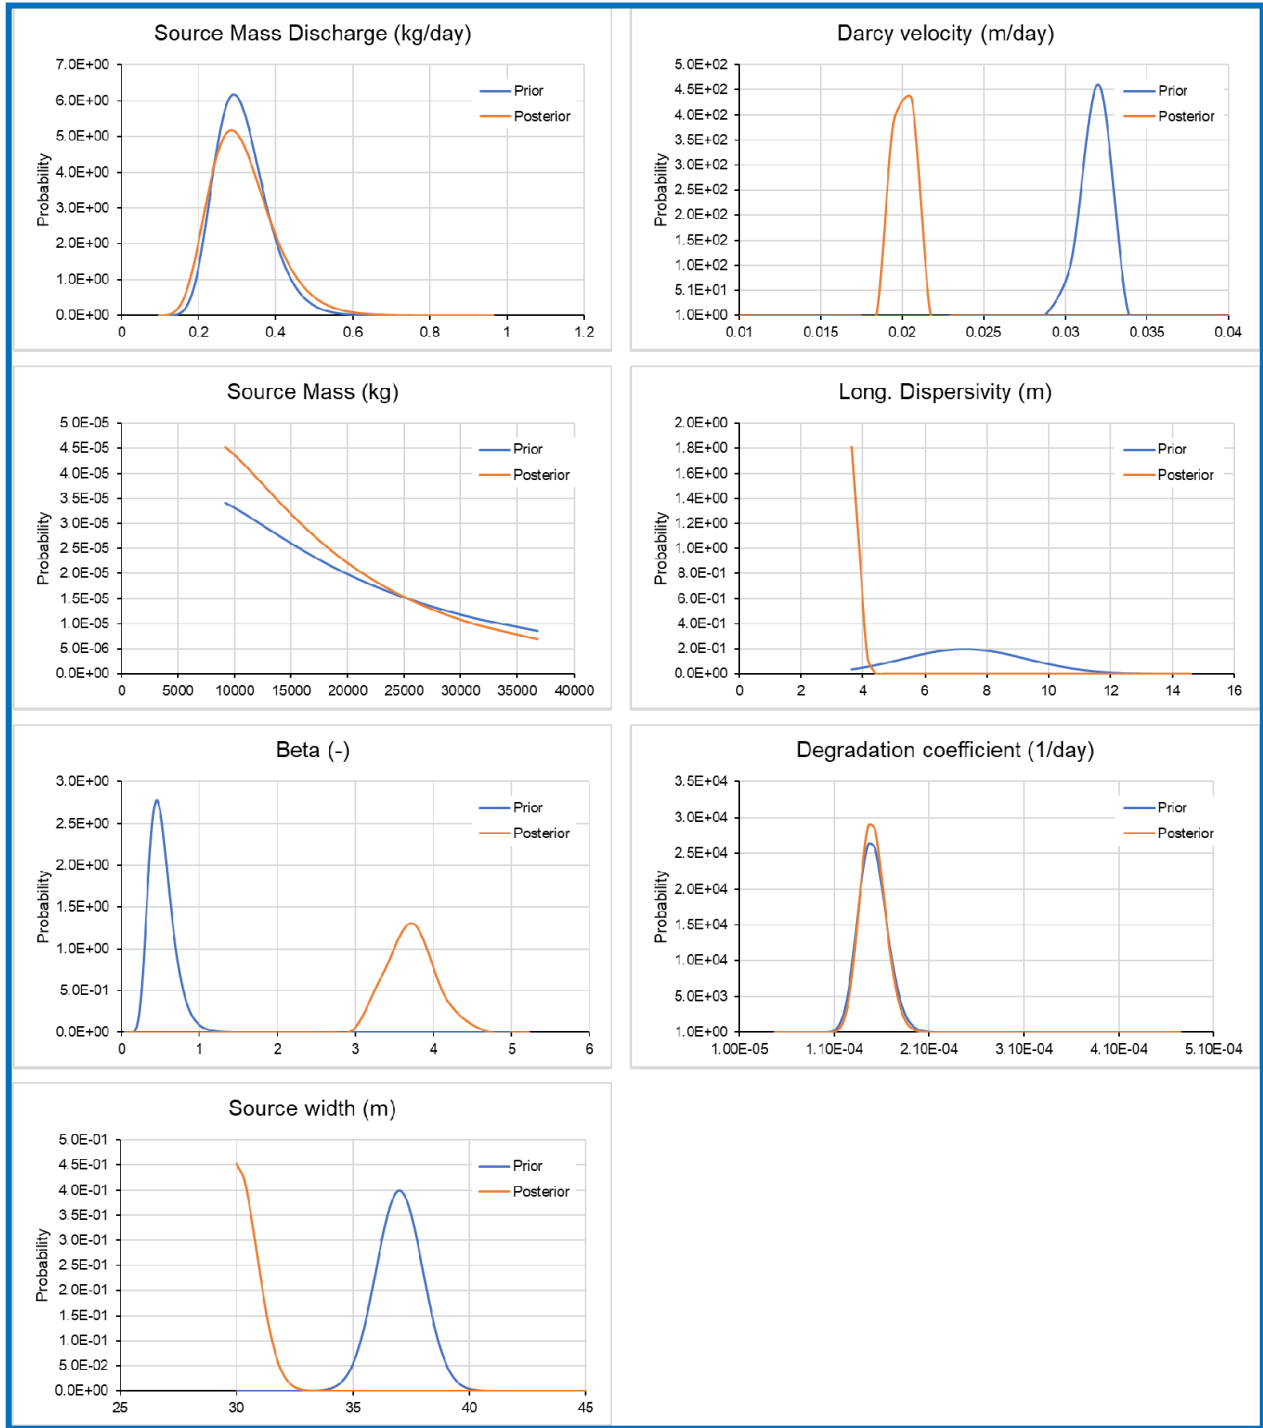 Source Mass Discharge (kg/day)
7.0E+00
6.0E+00
5.0E+00
4.0E+00
3.0E+00
2.0E+00
1.0E+00
0.0E+00
Probability
Prior
Posterior
0 0.2 0.4 0.6 0.8 1 1.2
Darcy velocity (m/day)
5.0E+02
4.5E+02
4.0E+02
3.5E+02
3.0E+02
2.5E+02
2.0E+02
1.5E+02
1.0E+02
5.1E+01
1.0E+00
Probability
Prior
Posterior
0.01 0.015 0.02 0.025 0.03 0.035 0.04
Source Mass (kg)
5.0E-05
4.5E-05
4.0E-05
3.5E-05
3.0E-05
2.5E-05
2.0E-05
1.5E-05
1.0E-05
5.0E-06
0.0E+00
Probability
Prior
Posterior
0 5000 10000 15000 20000 25000 30000 35000 40000
Long. Dispersivity (m)
2.0E+00
1.8E+00
1.6E+00
1.4E+00
1.2E+00
1.0E+00
8.0E-01
6.0E-01
4.0E-01
2.0E-01
0.0E+00
Probability
Prior
Posterior
0 2 4 6 8 10 12 14 16
Beta (-)
3.0E+00
2.5E+00
2.0E+00
1.5E+00
1.0E+00
5.0E-01
0.0E+00
Probability
Prior
Posterior
0 1 2 3 4 5 6
Degradation coefficient (1/day)
3.5E+04
3.0E+04
2.5E+04
2.0E+04
1.5E+04
1.0E+04
5.0E+03
1.0E+00
Probability
Prior
Posterior
1.00E-05 1.10E-04 2.10E-04 3.10E-04 4.10E-04 5.10E-04
Source width (m)
5.0E-01
4.5E-01
4.0E-01
3.5E-01
3.0E-01
2.5E-01
2.0E-01
1.5E-01
1.0E-01
5.0E-02
0.0E+00
Probability
Prior
Posterior
25 30 35 40 45